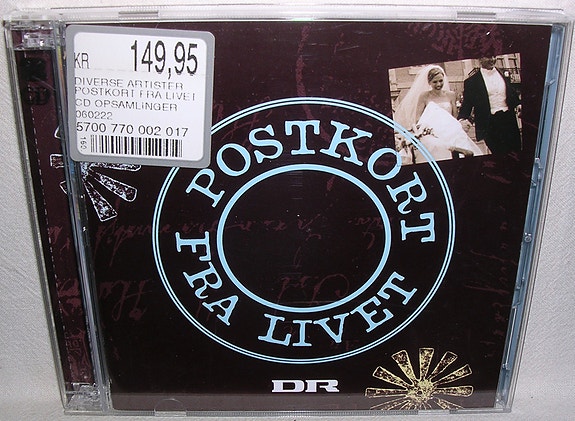 KR 149,95
DIVERSE ARTISTER
POSTKORT FRA LIVET
CD OPSAMLINGER
060222
5700 770 002 017
POSTKORT
FRA LIVET
DR